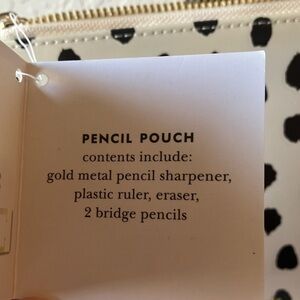 PENCIL POUCH
contents include:
gold metal pencil sharpener,
plastic ruler, eraser,
2 bridge pencils